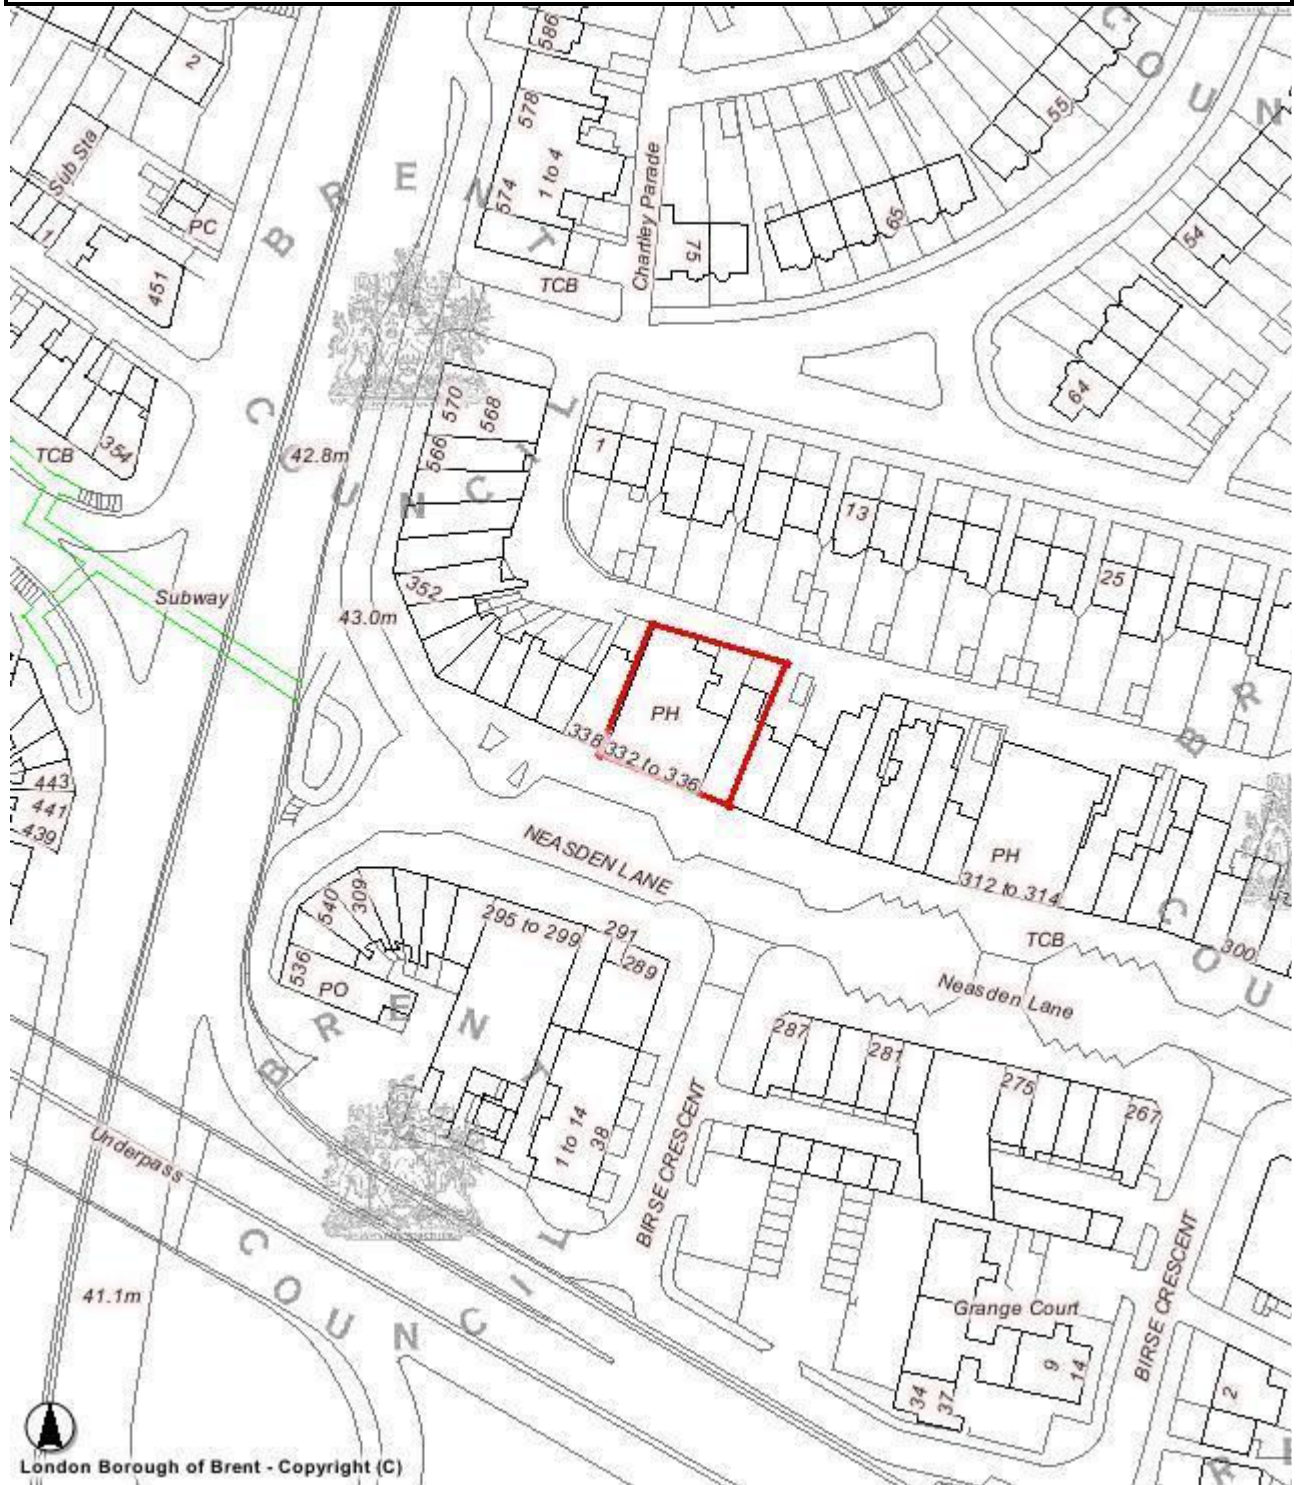 586
2
578
Sub Sta
1 to 4
574
Chartley Parade
55
PC
65
54
1
75
451
TCB
BRENT COUNCIL
570
568
64
354
TCB
566
42.8m
1
13
352
25
Subway
43.0m
PH
338
332 to 336
443
441
439
NEASDEN LANE
PH
312 to 314
540
309
295 to 299
291
289
TCB
300
536
PO
Neasden Lane
287
281
275
267
BRENT COUNCIL
1 to 14
38
BIRSE CRESCENT
Underpass
BIRSE CRESCENT
41.1m
Grange Court
9
14
34
37
2
London Borough of Brent - Copyright (C)